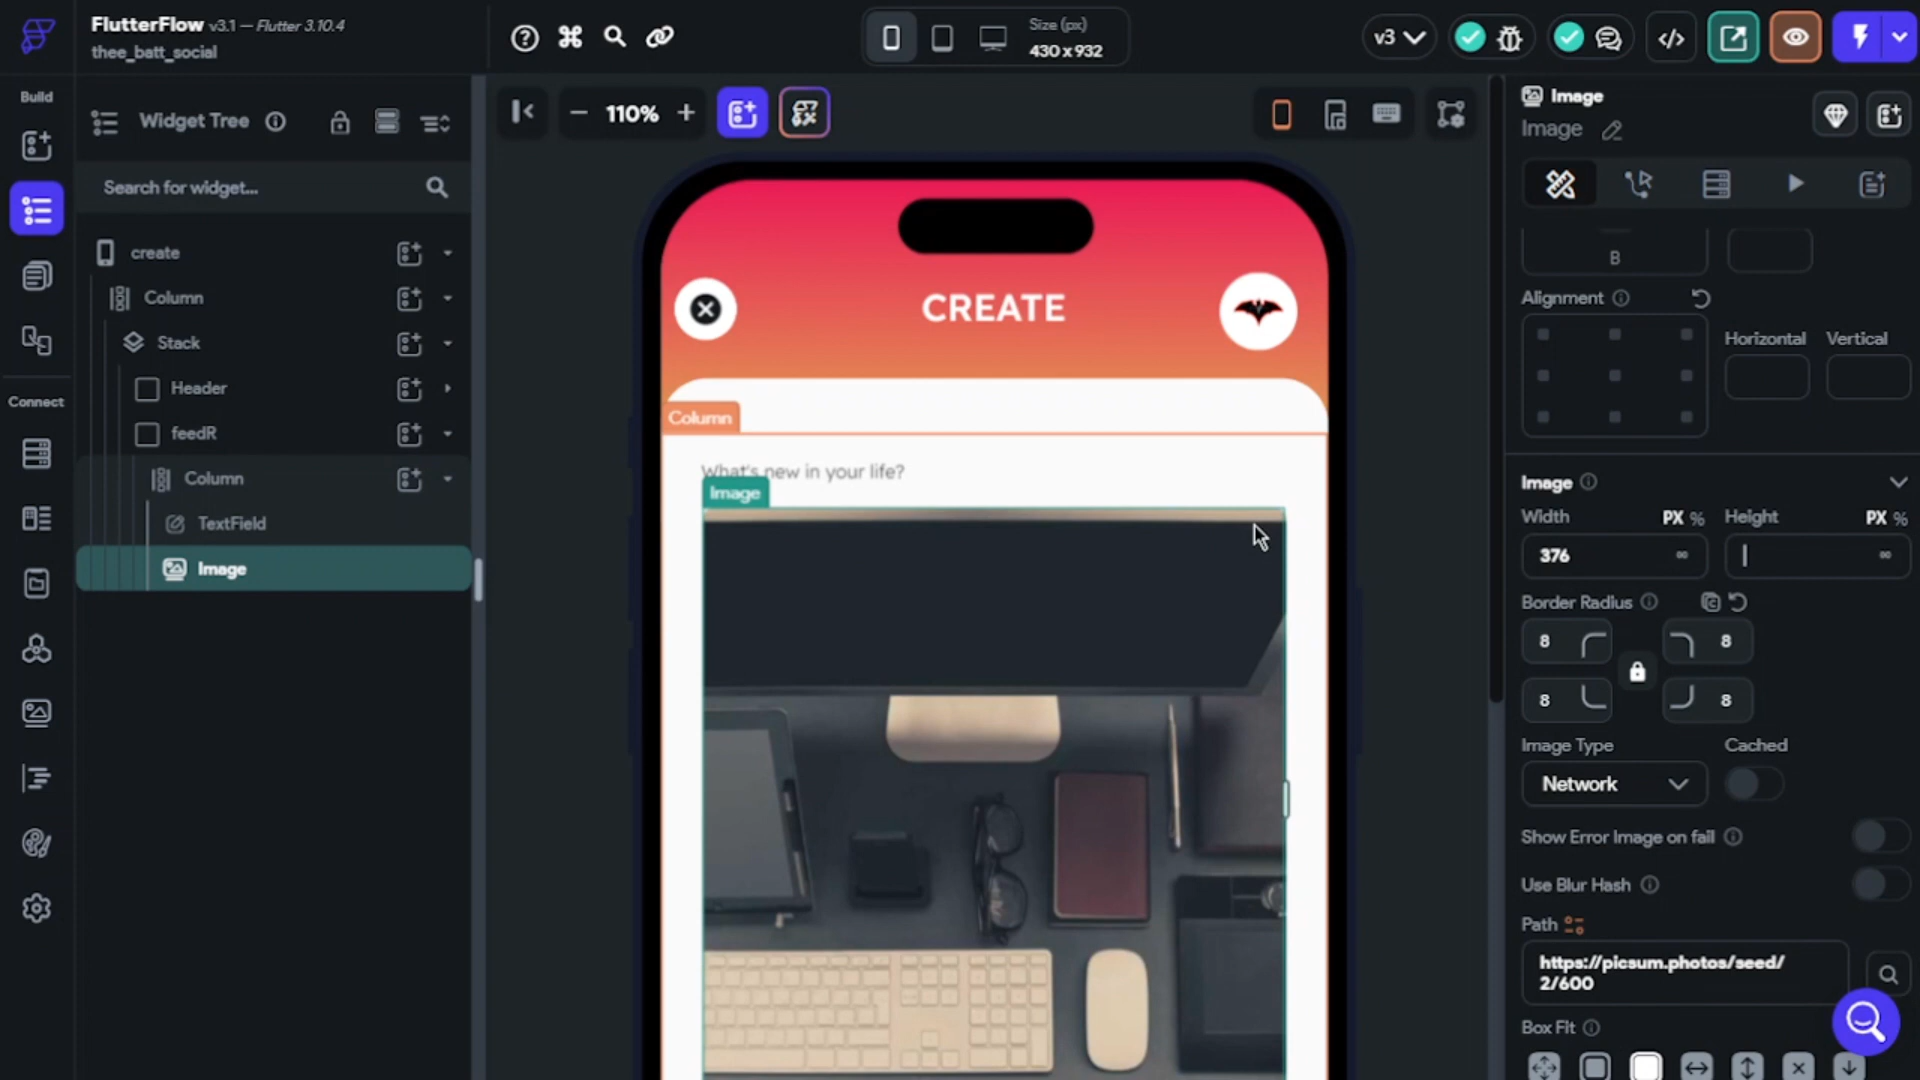 FlutterFlow v3.1 – Flutter 3.10.4
thee_batt_social
Size (px)
430 x 932
v3
Build
Widget Tree
110%
Image
Image
Search for widget...
create
Column
Stack
Header
feedR
Column
TextField
Image
Connect
CREATE
Column
What's new in your life?
Image
B
Alignment
Horizontal Vertical
Image
Width PX % Height PX %
376 ∞ ∞
Border Radius
8 8
8 8
Image Type Cached
Network
Show Error Image on fail
Use Blur Hash
Path
https://picsum.photos/seed/
2/600
Box Fit